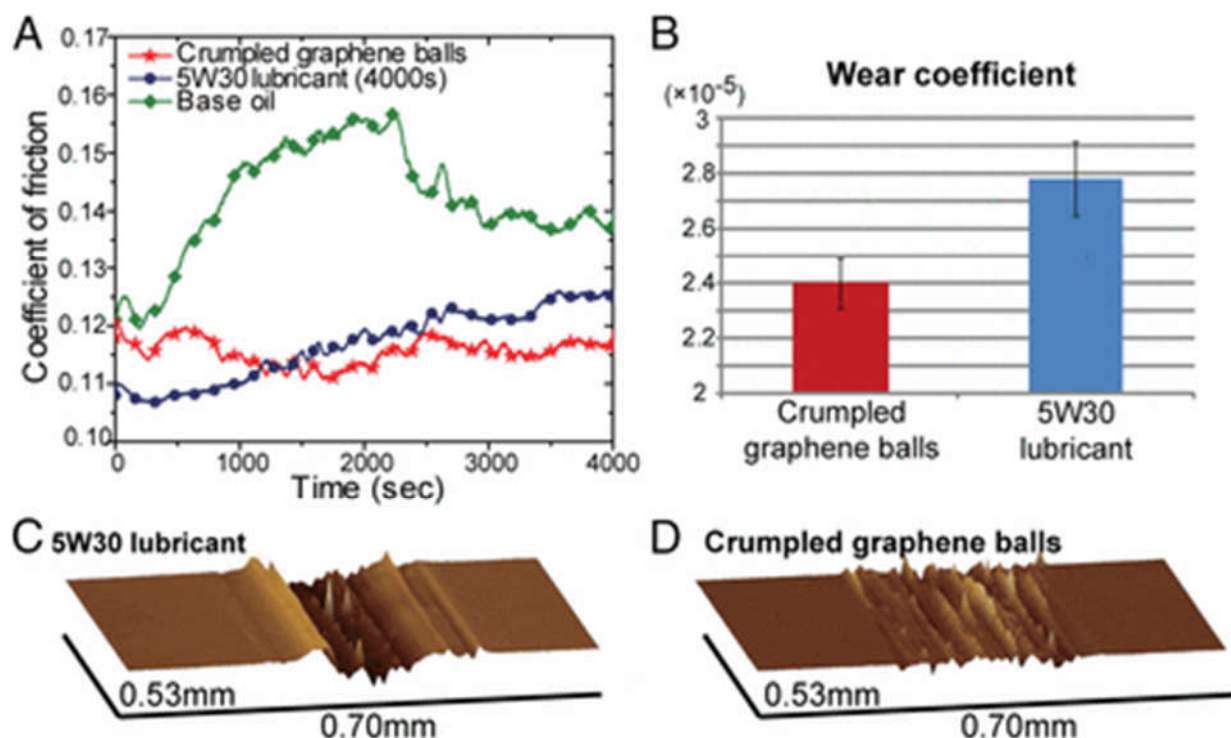 A
0.17
0.16
0.15
0.14
0.13
0.12
0.11
0.10
Coefficient of friction
Crumpled graphene balls
5W30 lubricant (4000s)
Base oil
0
1000
2000
3000
4000
Time (sec)
B
Wear coefficient
(×10⁻⁵)
3
2.8
2.6
2.4
2.2
2
Crumpled
graphene balls
5W30
lubricant
C 5W30 lubricant
0.53mm
0.70mm
D Crumpled graphene balls
0.53mm
0.70mm